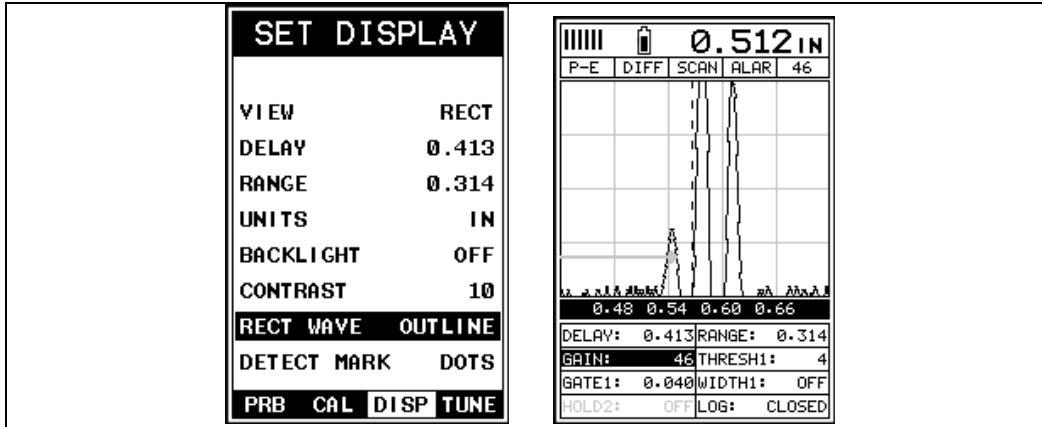 SET DISPLAY
VIEW RECT
DELAY 0.413
RANGE 0.314
UNITS IN
BACKLIGHT OFF
CONTRAST 10
RECT WAVE OUTLINE
DETECT MARK DOTS
PRB CAL DISP TUNE
0.512 IN
P-E DIFF SCAN ALAR 46
0.48 0.54 0.60 0.66
DELAY: 0.413 RANGE: 0.314
GAIN: 46 THRESH1: 4
GATE1: 0.040 WIDTH1: OFF
HOLD2: OFF LOG: CLOSED